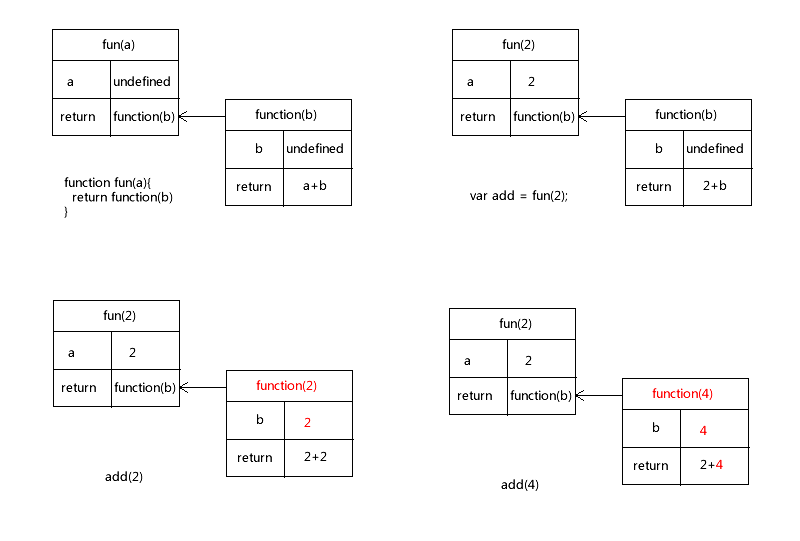 fun(a)
a undefined
return function(b)
function(b)
b undefined
return a+b
function fun(a){
return function(b)
}
fun(2)
a 2
return function(b)
function(b)
b undefined
return 2+b
var add = fun(2);
fun(2)
a 2
return function(b)
function(2)
b 2
return 2+2
add(2)
fun(2)
a 2
return function(b)
function(4)
b 4
return 2+4
add(4)